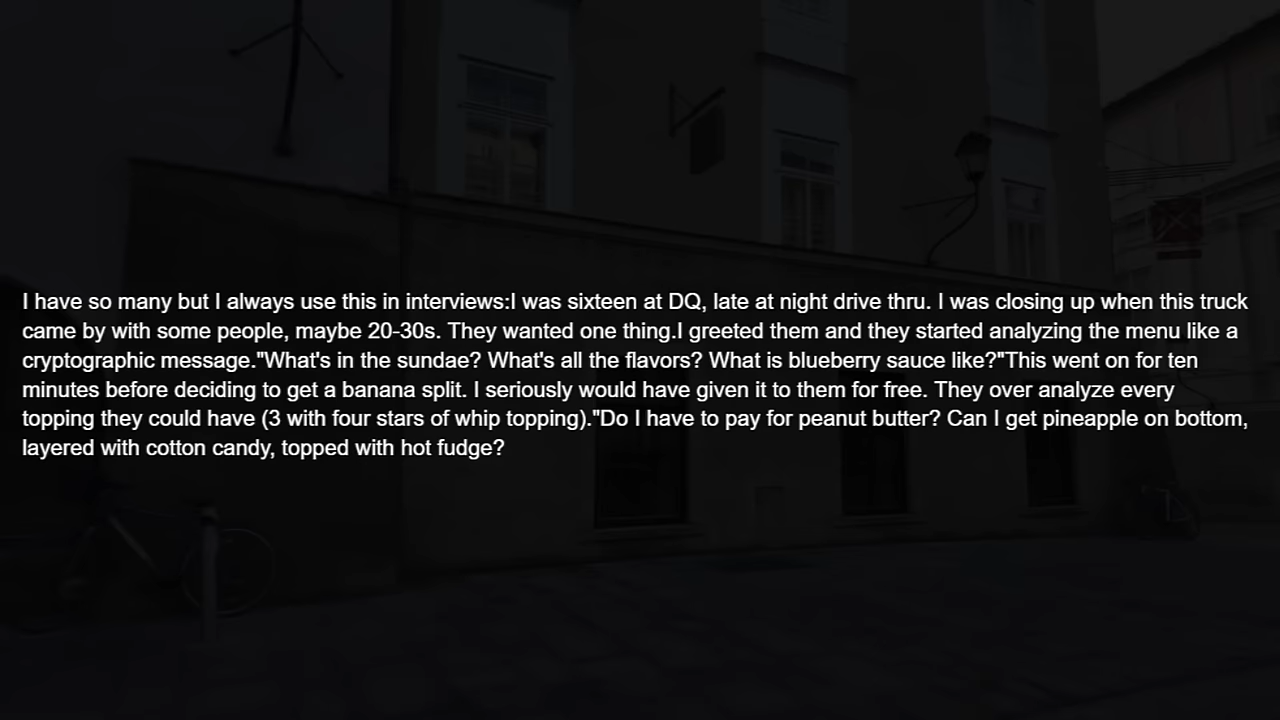 I have so many but I always use this in interviews:I was sixteen at DQ, late at night drive thru. I was closing up when this truck
came by with some people, maybe 20-30s. They wanted one thing.I greeted them and they started analyzing the menu like a
cryptographic message."What's in the sundae? What's all the flavors? What is blueberry sauce like?"This went on for ten
minutes before deciding to get a banana split. I seriously would have given it to them for free. They over analyze every
topping they could have (3 with four stars of whip topping)."Do I have to pay for peanut butter? Can I get pineapple on bottom,
layered with cotton candy, topped with hot fudge?